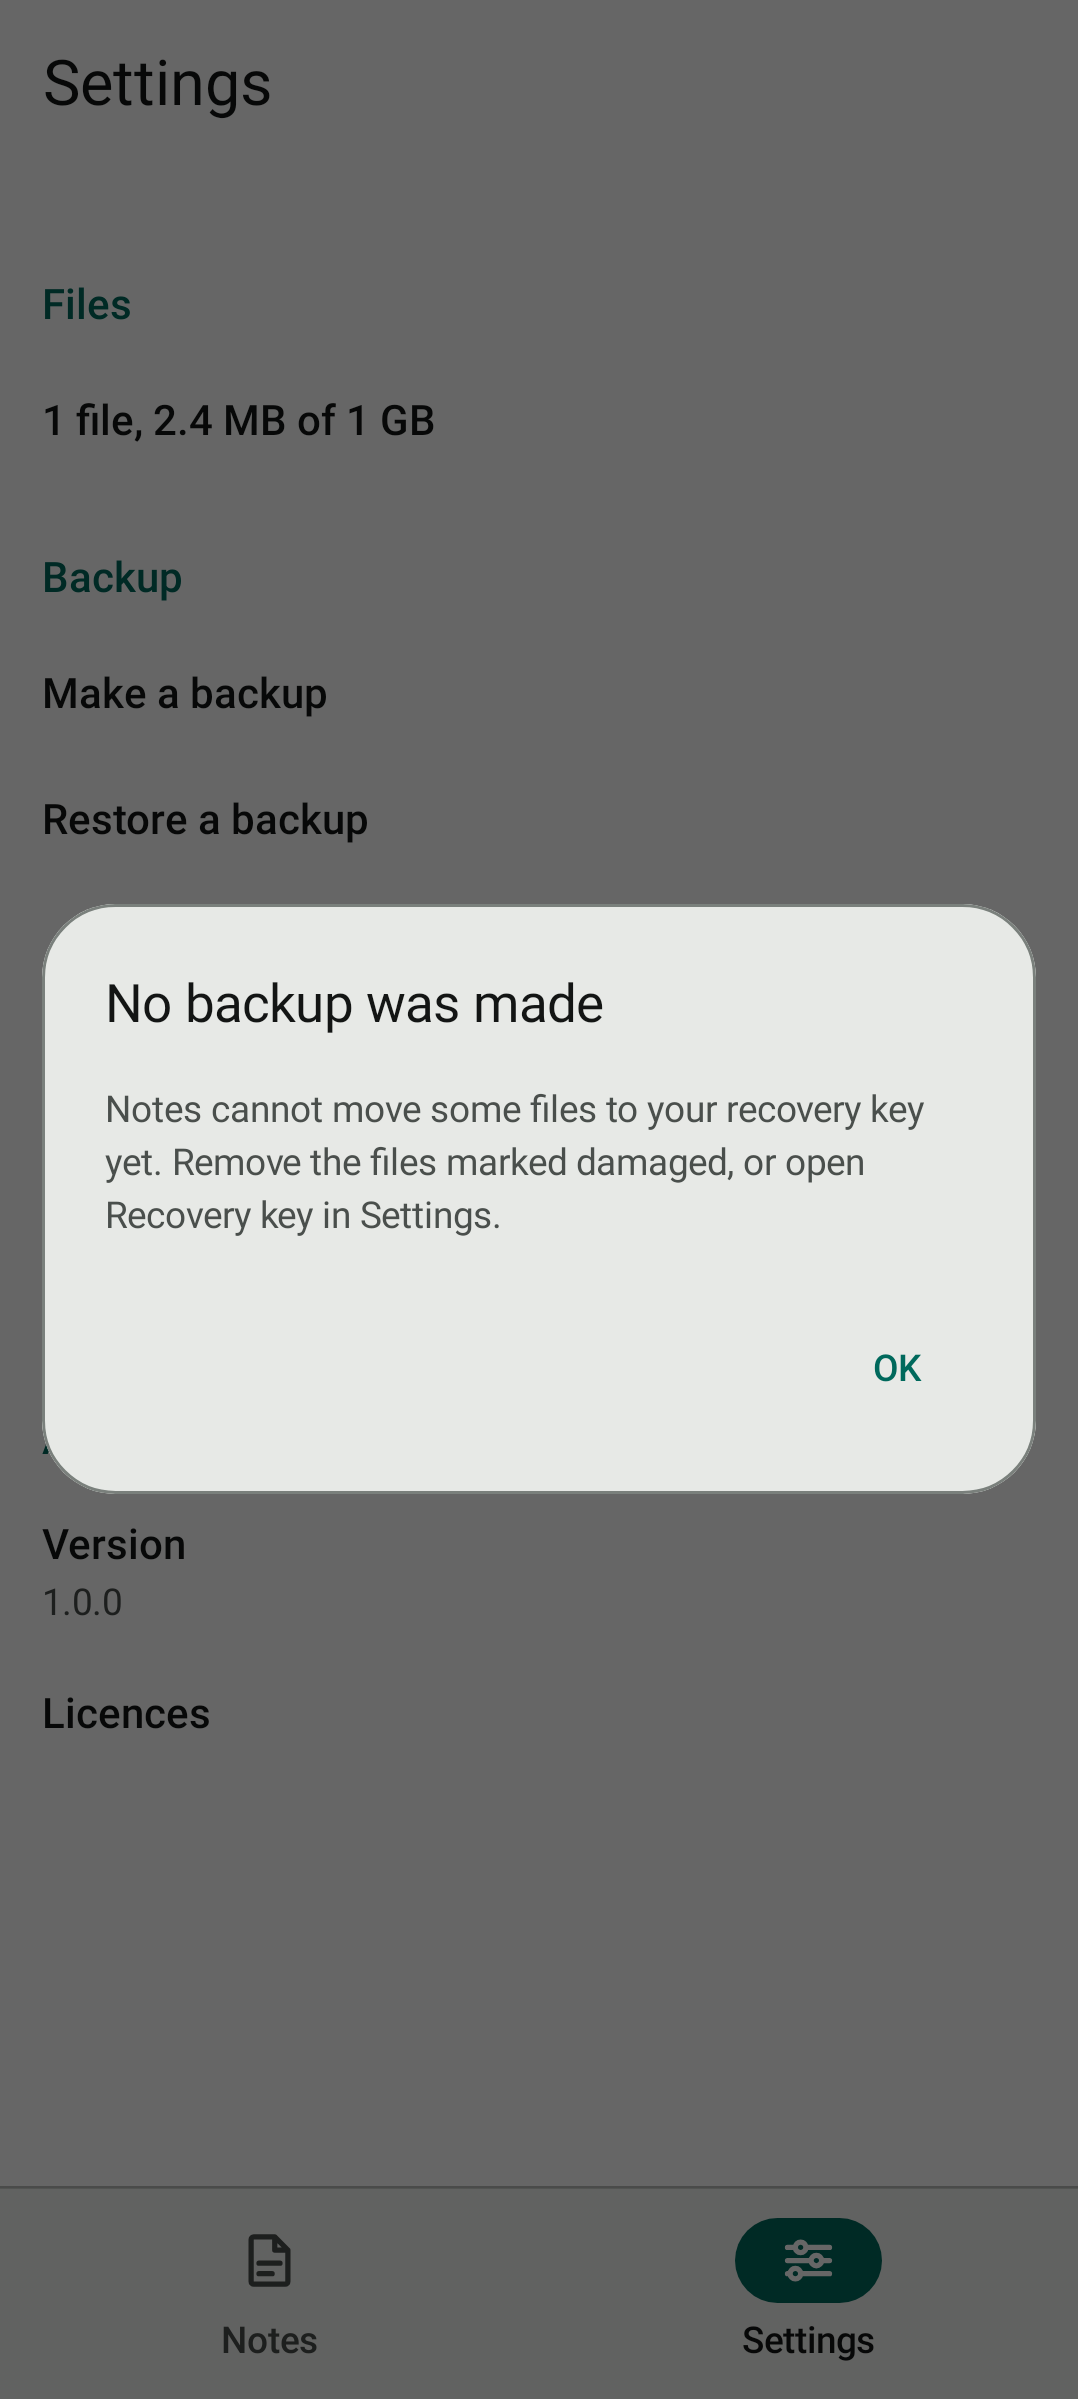 Settings
Files
1 file, 2.4 MB of 1 GB
Backup
Make a backup
Restore a backup
No backup was made
Notes cannot move some files to your recovery key
yet. Remove the files marked damaged, or open
Recovery key in Settings.
OK
Version
1.0.0
Licences
Notes
Settings